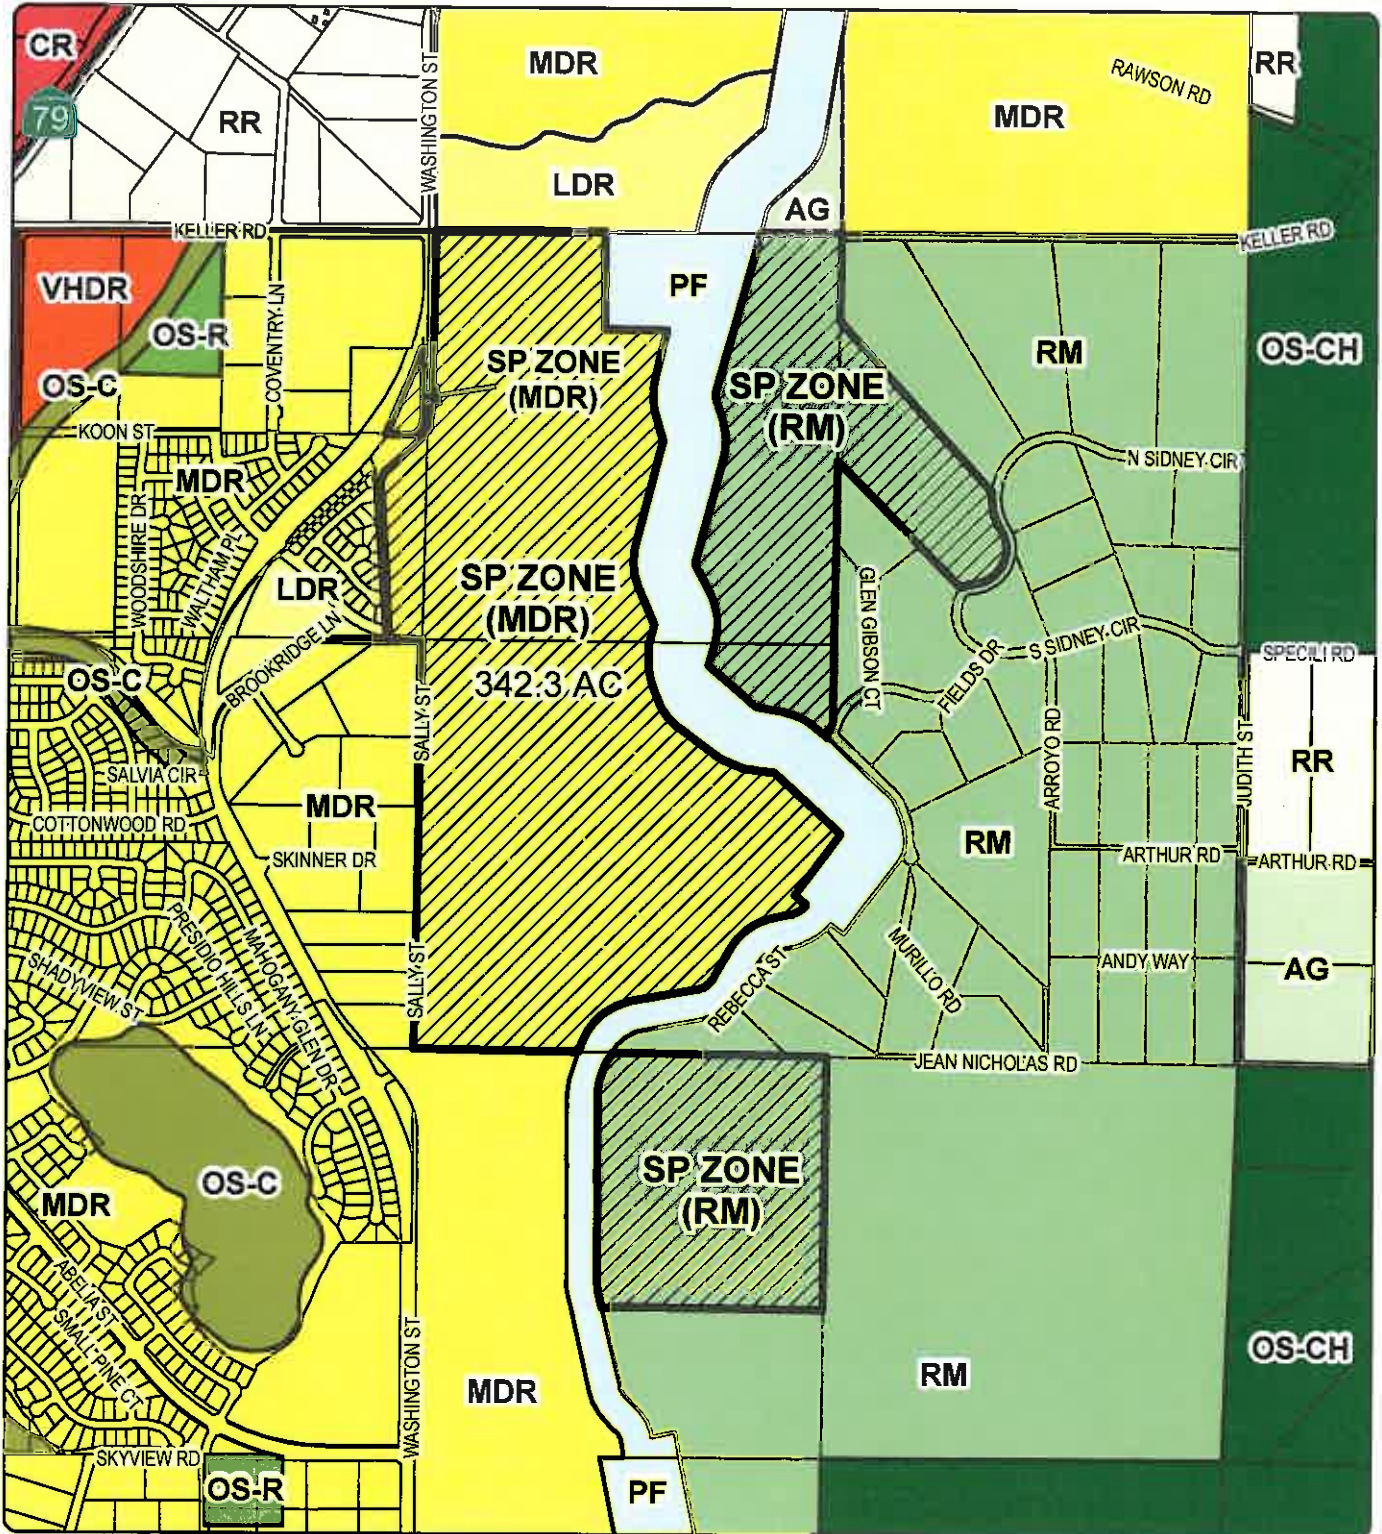 CR
79
RR
WASHINGTON ST
MDR
LDR
AG
MDR
RAWSON RD
RR
KELLER RD
KELLER RD
VHDR
OS-R
OS-C
COVENTRY LN
KOON ST
PF
SP ZONE
(MDR)
SP ZONE
(RM)
RM
OS-CH
N SIDNEY CIR
MDR
WOODSHIRE DR
WALTHAM PL
LDR
BROOKRIDGE LN
SP ZONE
(MDR)
342.3 AC
GLEN GIBSON CT
FIELDS DR
S SIDNEY CIR
SPECILI RD
OS-C
SALLY ST
ARROYO RD
JUDITH ST
RR
SALVIA CIR
COTTONWOOD RD
MDR
SKINNER DR
RM
ARTHUR RD
ARTHUR RD
PRESIDIO HILLS LN
MAHOGANY GLEN DR
SHADYVIEW ST
SALLY ST
REBECCA ST
MURILLO RD
ANDY WAY
AG
JEAN NICHOLAS RD
OS-C
MDR
SP ZONE
(RM)
ABELIA ST
SMALL PINE CT
WASHINGTON ST
MDR
RM
OS-CH
SKYVIEW RD
OS-R
PF